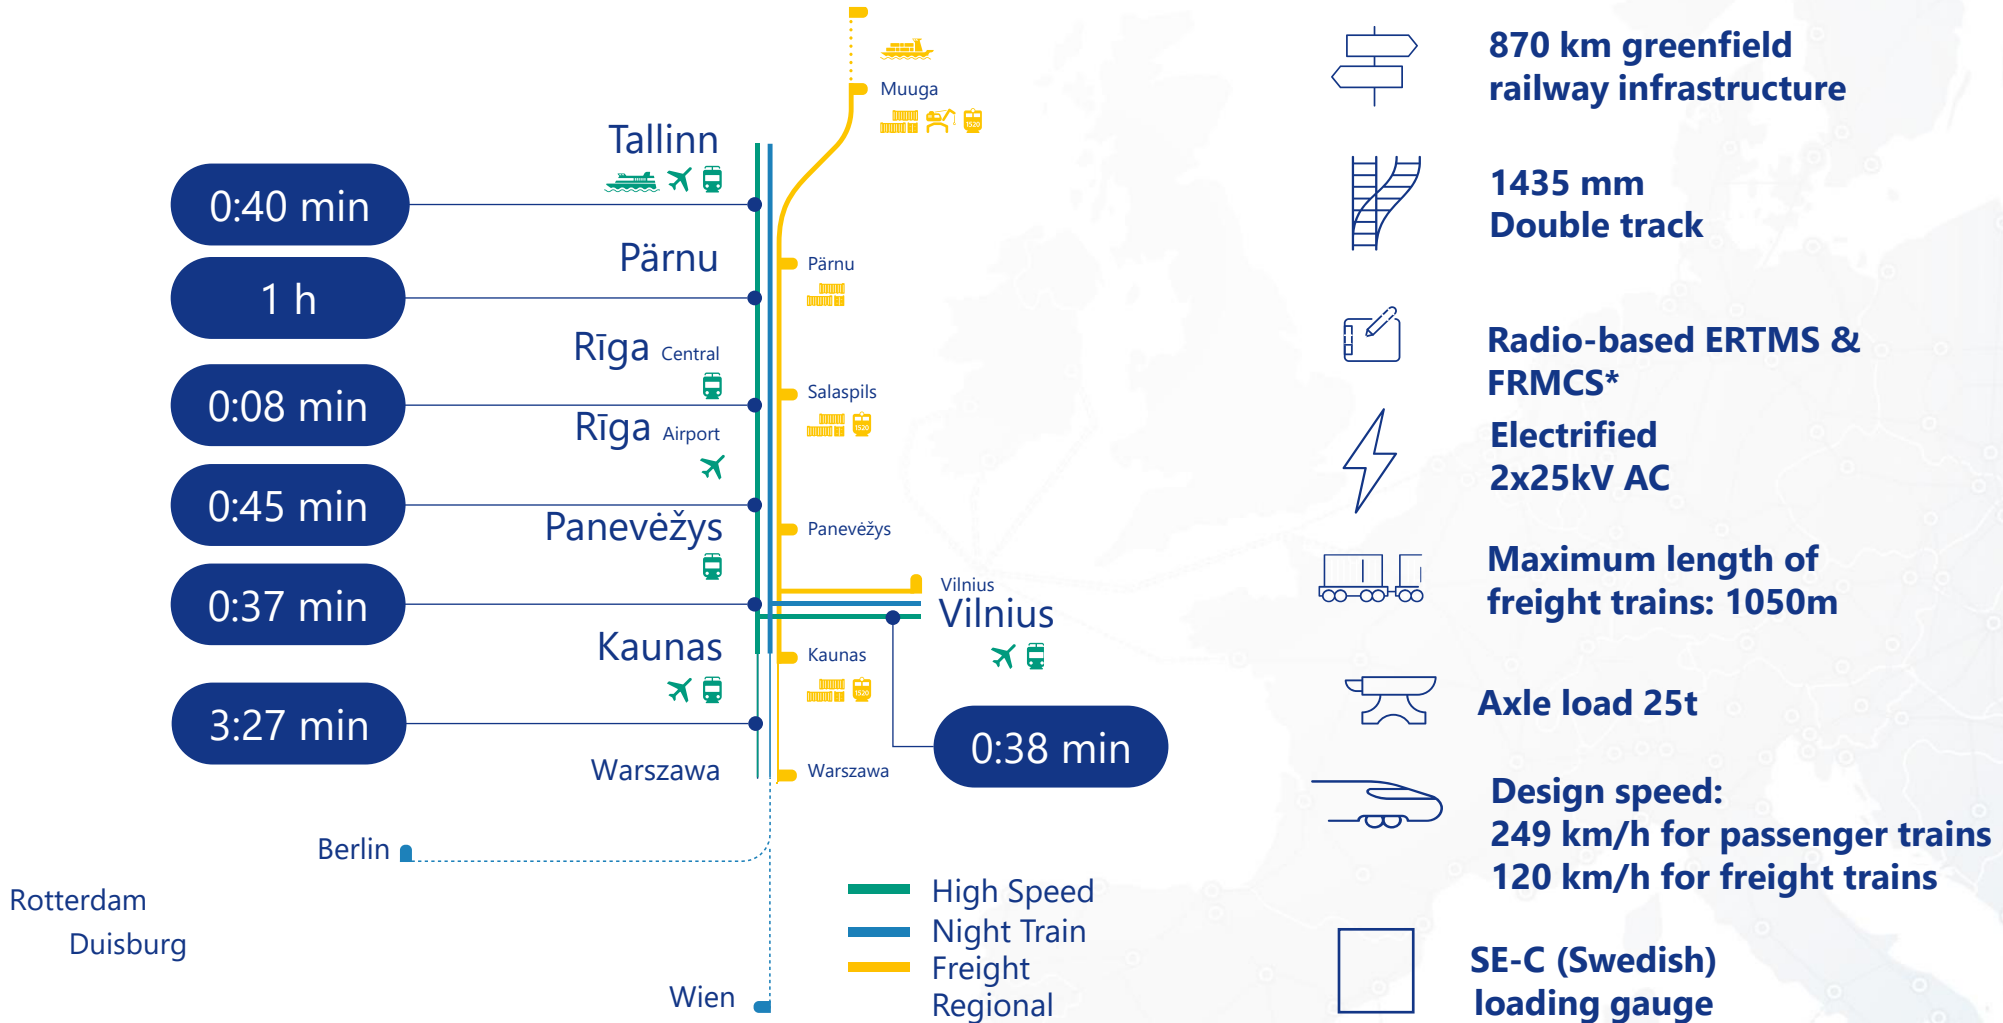 Muuga
1520
Tallinn
0:40 min
Pärnu
Pärnu
1 h
Rīga Central
Salaspils
1520
0:08 min
Rīga Airport
0:45 min
Panevėžys
Panevėžys
0:37 min
Vilnius
Vilnius
Kaunas
Kaunas
1520
3:27 min
0:38 min
Warszawa
Warszawa
Berlin
Rotterdam
Duisburg
Wien
High Speed
Night Train
Freight
Regional
870 km greenfield
railway infrastructure
1435 mm
Double track
Radio-based ERTMS &
FRMCS*
Electrified
2x25kV AC
Maximum length of
freight trains: 1050m
Axle load 25t
Design speed:
249 km/h for passenger trains
120 km/h for freight trains
SE-C (Swedish)
loading gauge